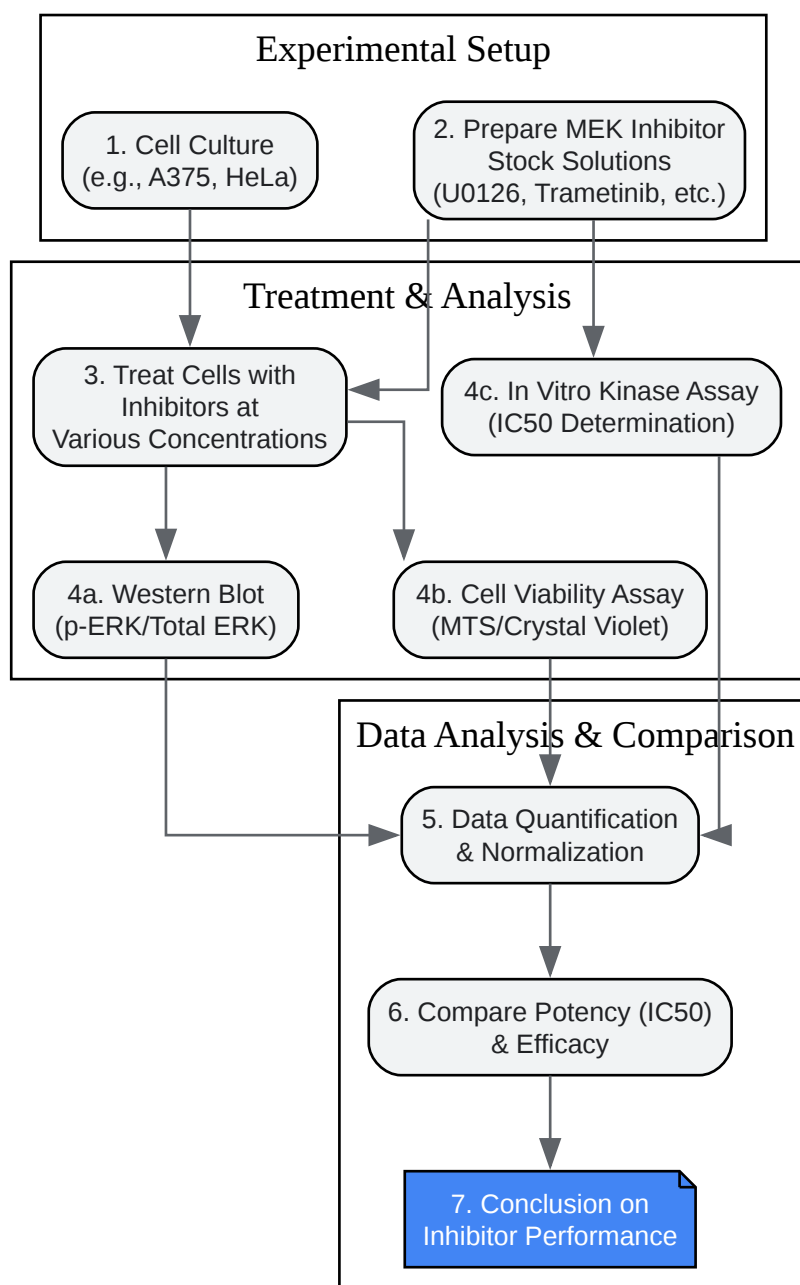 Experimental Setup
1. Cell Culture
(e.g., A375, HeLa)
2. Prepare MEK Inhibitor
Stock Solutions
(U0126, Trametinib, etc.)
Treatment & Analysis
3. Treat Cells with
Inhibitors at
Various Concentrations
4c. In Vitro Kinase Assay
(IC50 Determination)
4a. Western Blot
(p-ERK/Total ERK)
4b. Cell Viability Assay
(MTS/Crystal Violet)
Data Analysis & Comparison
5. Data Quantification
& Normalization
6. Compare Potency (IC50)
& Efficacy
7. Conclusion on
Inhibitor Performance